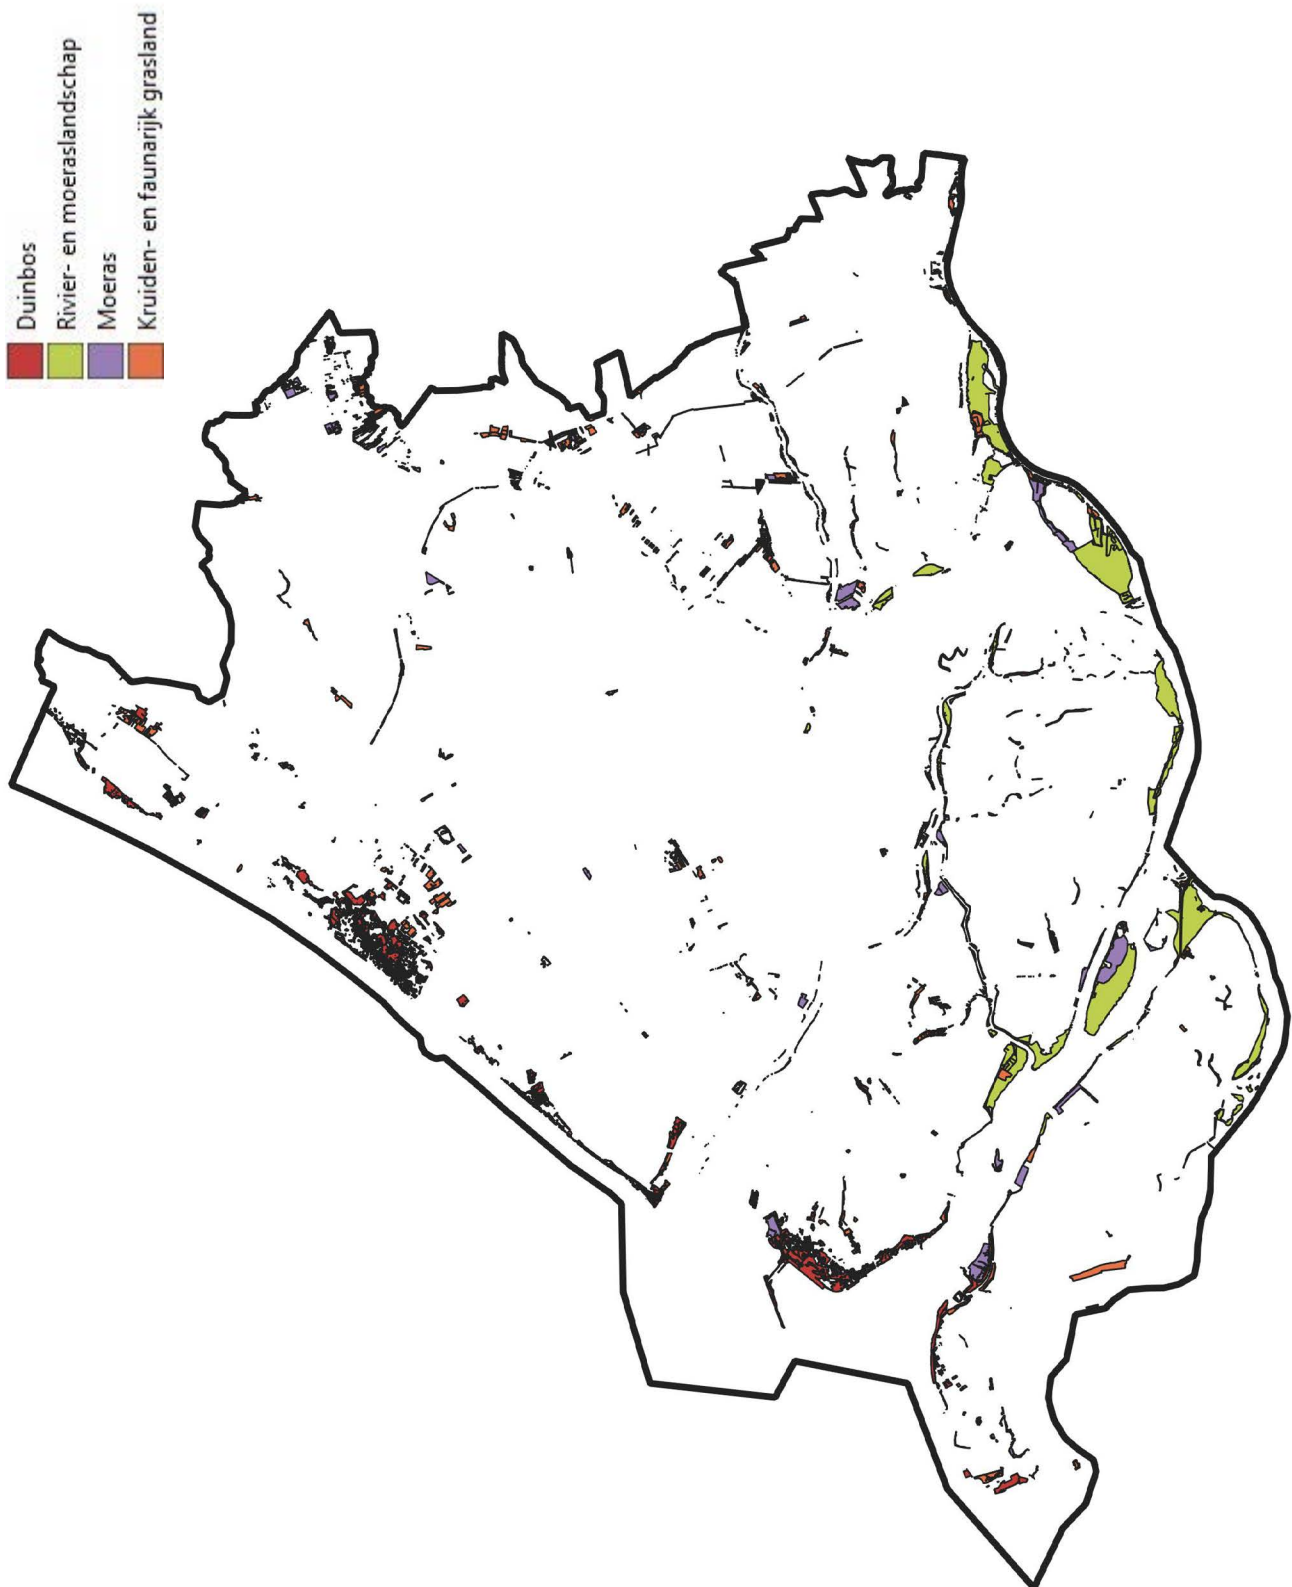 Duinbos
Rivier- en moeraslandschap
Moeras
Kruiden- en faunarijk grasland